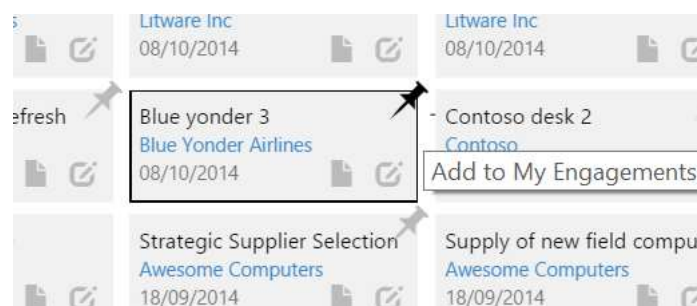 Litware Inc
08/10/2014
Litware Inc
08/10/2014
efresh
Blue yonder 3
Blue Yonder Airlines
08/10/2014
Contoso desk 2
Contoso
Add to My Engagements
Strategic Supplier Selection
Awesome Computers
18/09/2014
Supply of new field compu
Awesome Computers
18/09/2014